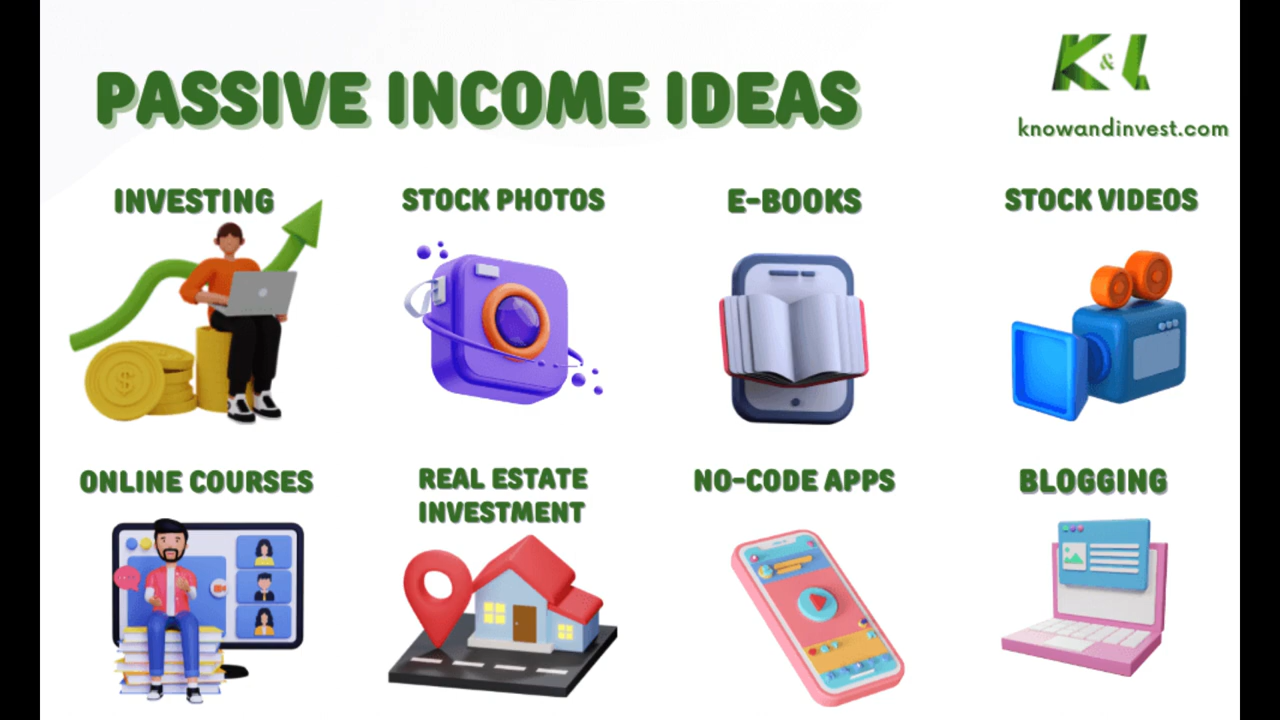 PASSIVE INCOME IDEAS
K&I
knowandinvest.com
INVESTING
STOCK PHOTOS
E-BOOKS
STOCK VIDEOS
ONLINE COURSES
REAL ESTATE
INVESTMENT
NO-CODE APPS
BLOGGING
$